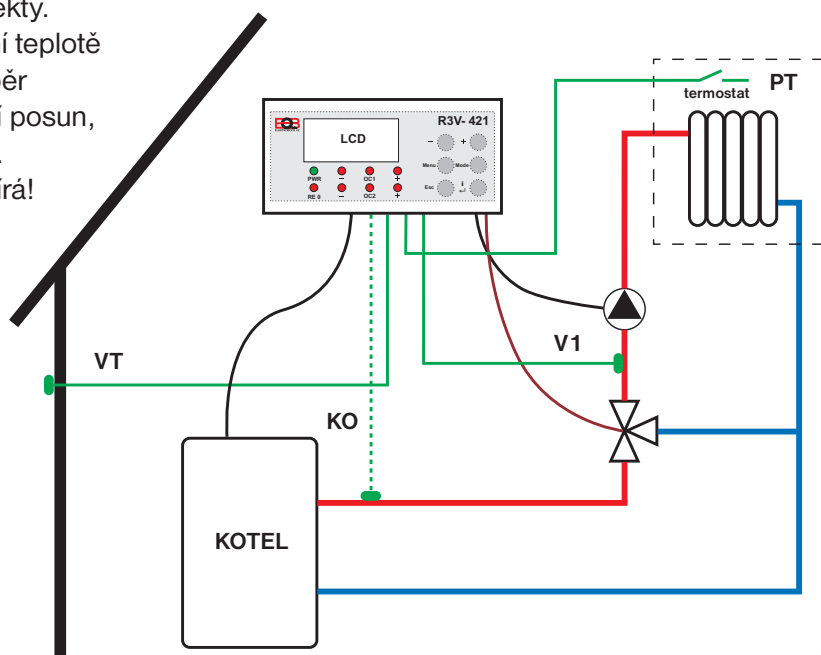 ekty.
í teplotě
ěr
í posun,
írá!
R3V- 421
LCD
PWR
RE 0
−
−
OC1
OC2
+
+
− +
Menu Mode
Esc i
termostat
PT
VT
KO
V1
KOTEL